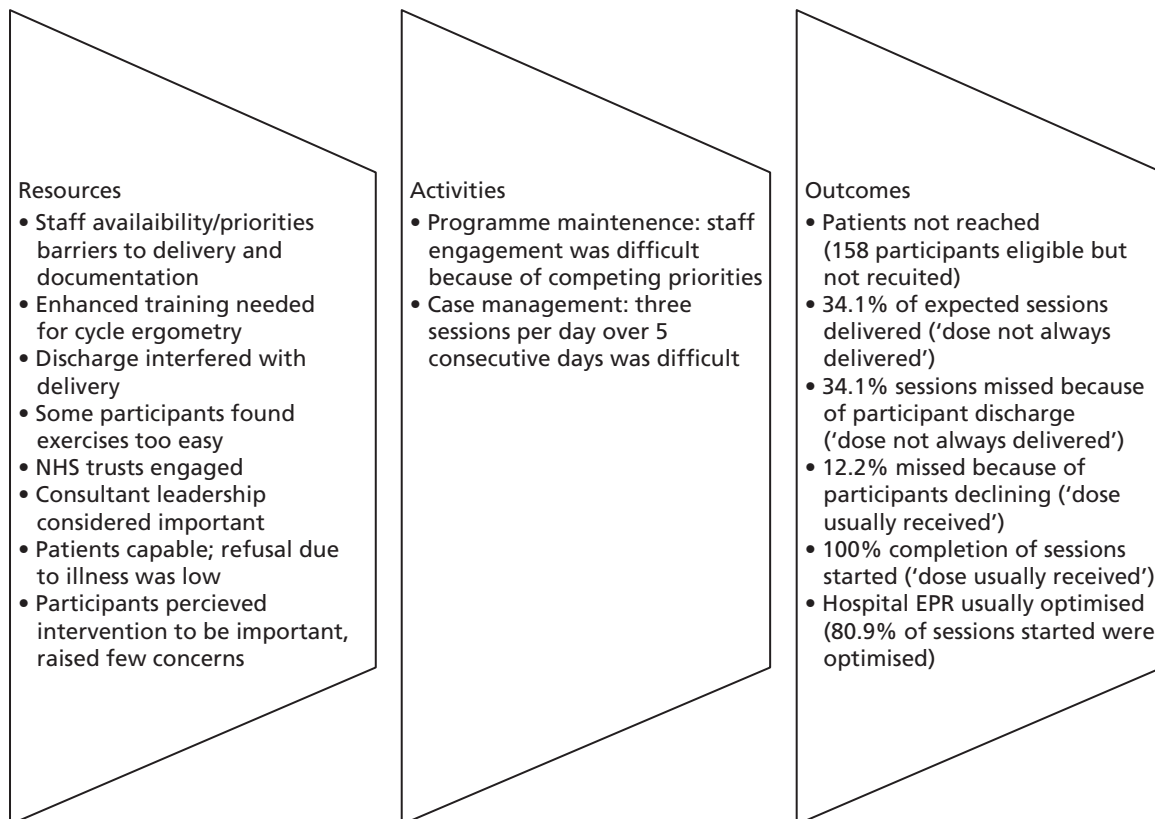 Resources
• Staff availaibility/priorities
barriers to delivery and
documentation
• Enhanced training needed
for cycle ergometry
• Discharge interfered with
delivery
• Some participants found
exercises too easy
• NHS trusts engaged
• Consultant leadership
considered important
• Patients capable; refusal due
to illness was low
• Participants percieved
intervention to be important,
raised few concerns
Activities
• Programme maintenence: staff
engagement was difficult
because of competing priorities
• Case management: three
sessions per day over 5
consecutive days was difficult
Outcomes
• Patients not reached
(158 participants eligible but
not recuited)
• 34.1% of expected sessions
delivered (‘dose not always
delivered’)
• 34.1% sessions missed because
of participant discharge
(‘dose not always delivered’)
• 12.2% missed because of
participants declining (‘dose
usually received’)
• 100% completion of sessions
started (‘dose usually received’)
• Hospital EPR usually optimised
(80.9% of sessions started were
optimised)